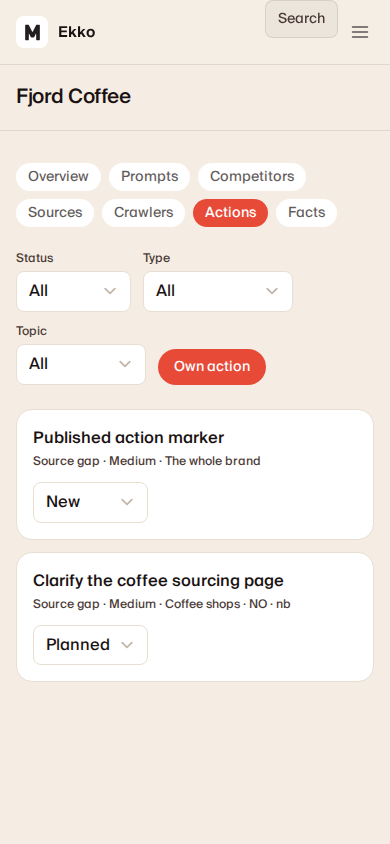 Search
M Ekko
Fjord Coffee
Overview Prompts Competitors
Sources Crawlers Actions Facts
Status Type
All All
Topic
All Own action
Published action marker
Source gap · Medium · The whole brand
New
Clarify the coffee sourcing page
Source gap · Medium · Coffee shops · NO · nb
Planned